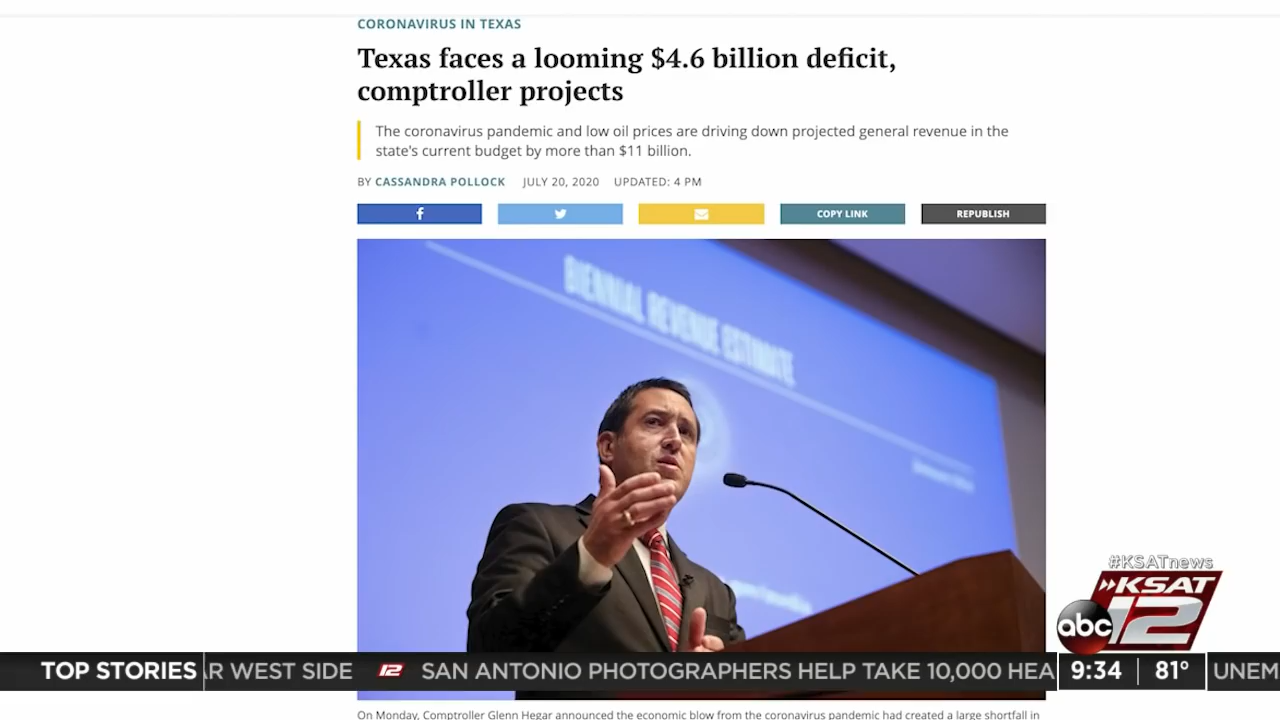 CORONAVIRUS IN TEXAS
Texas faces a looming $4.6 billion deficit,
comptroller projects
The coronavirus pandemic and low oil prices are driving down projected general revenue in the
state's current budget by more than $11 billion.
BY CASSANDRA POLLOCK JULY 20, 2020 UPDATED: 4 PM
f
COPY LINK
REPUBLISH
BIENNIAL REVENUE ESTIMATE
#KSATnews
KSAT
abc 12
TOP STORIES
AR WEST SIDE 12 SAN ANTONIO PHOTOGRAPHERS HELP TAKE 10,000 HEA
9:34 81° UNEM
On Monday, Comptroller Glenn Hegar announced the economic blow from the coronavirus pandemic had created a large shortfall in